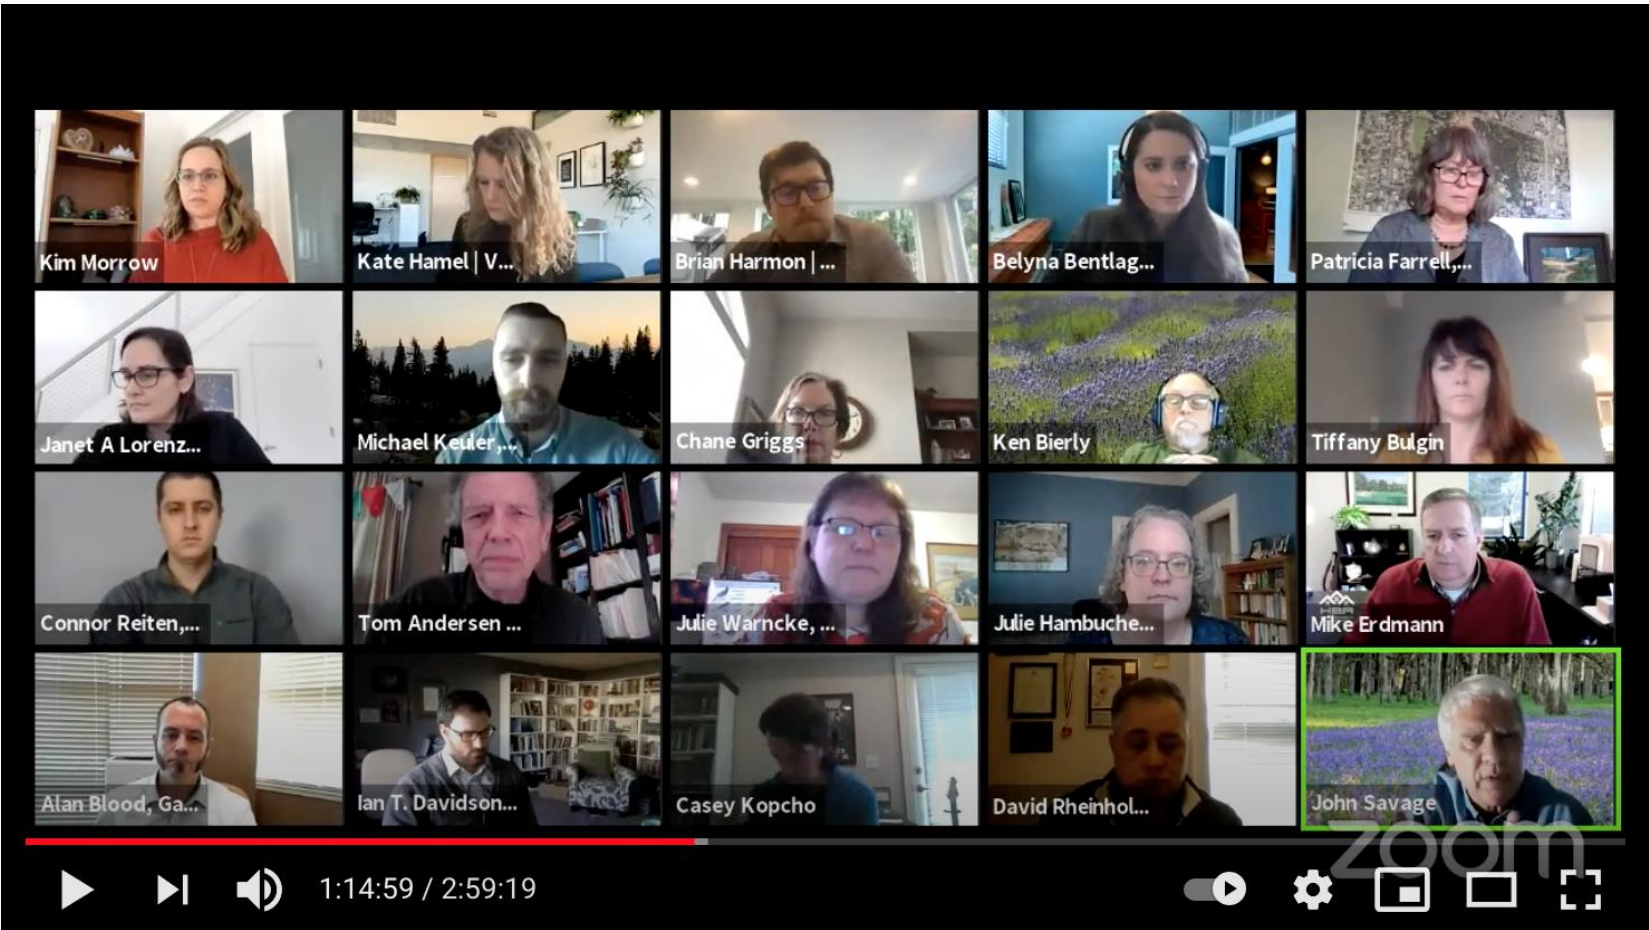 Kim Morrow
Kate Hamel | V...
Brian Harmon | ...
Belyna Bentlag...
Patricia Farrell,...
Janet A Lorenz...
Michael Keuler,...
Chane Griggs
Ken Bierly
Tiffany Bulgin
Connor Reiten,...
Tom Andersen ...
Julie Warncke, ...
Julie Hambuche...
HBA
Mike Erdmann
Alan Blood, Ga...
Ian T. Davidson...
Casey Kopcho
David Rheinhol...
John Savage
zoom
1:14:59 / 2:59:19